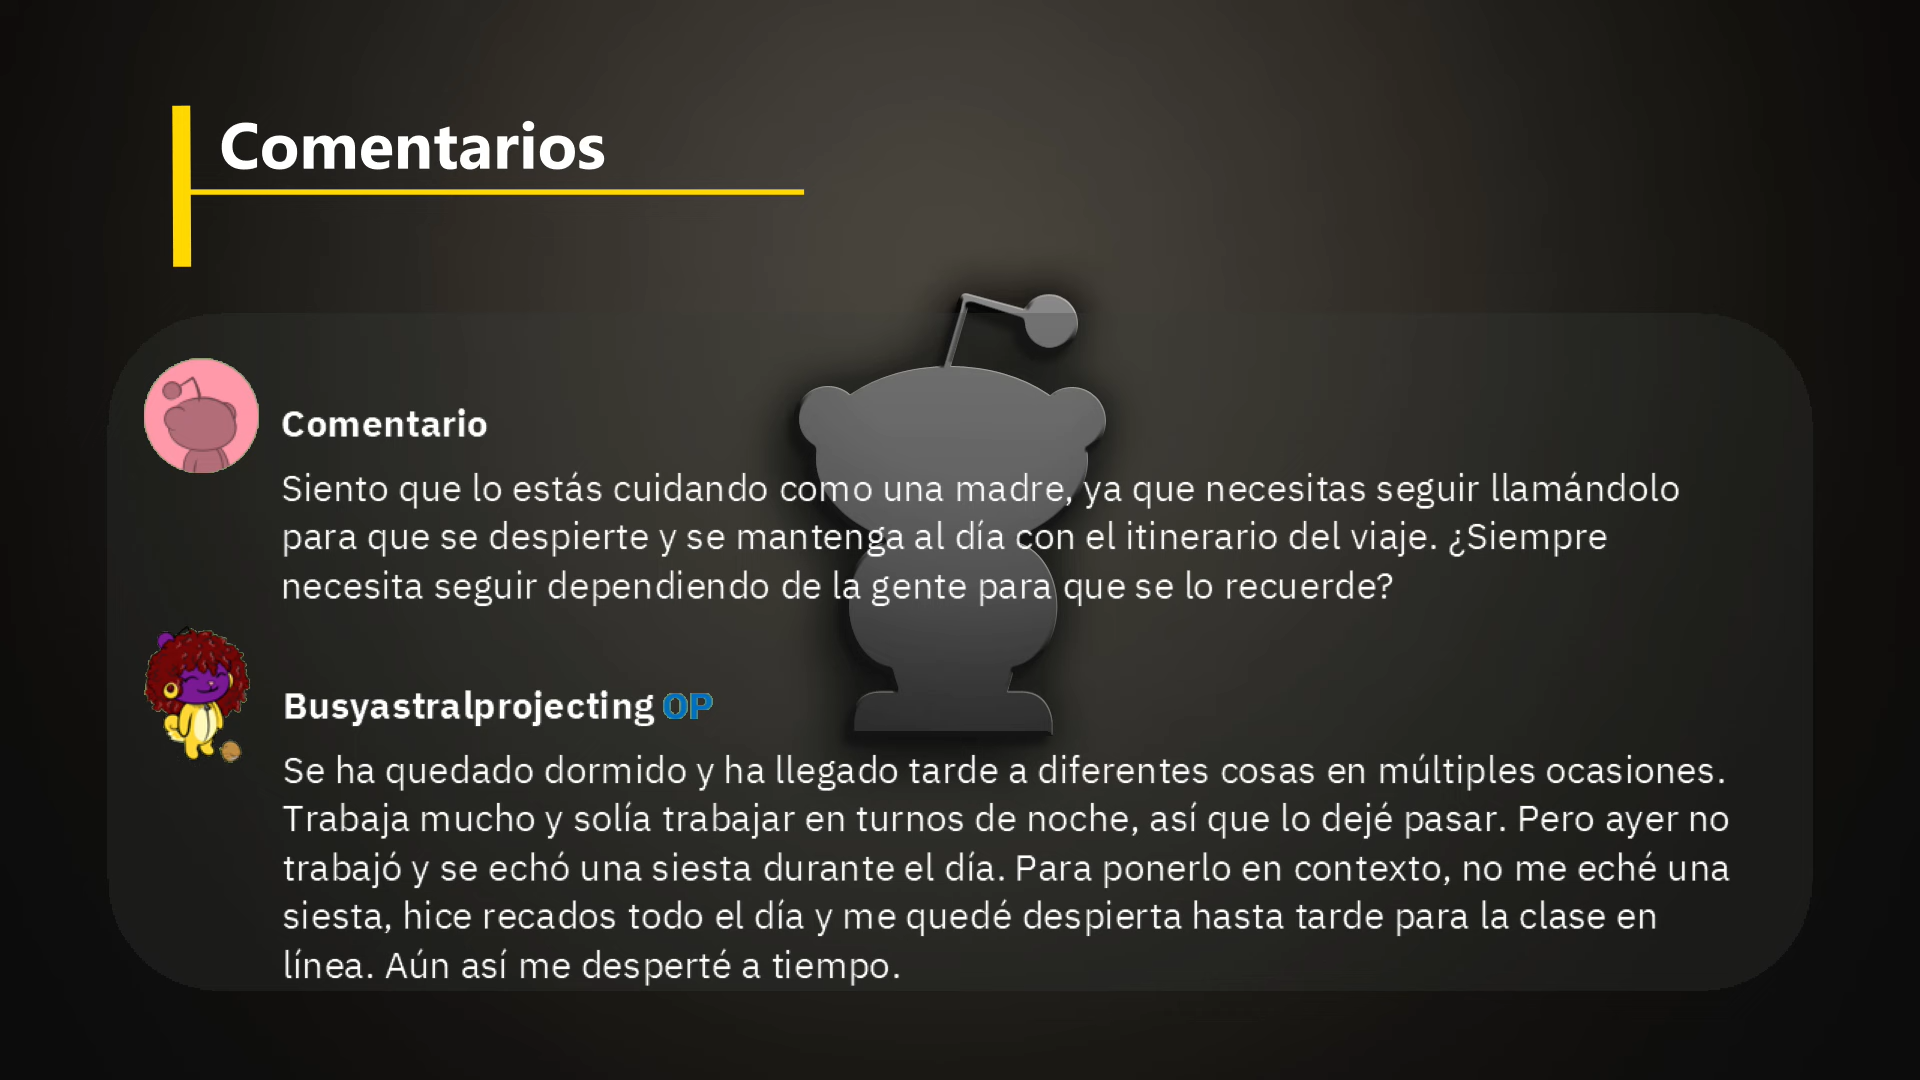 Comentarios
Comentario
Siento que lo estás cuidando como una madre, ya que necesitas seguir llamándolo
para que se despierte y se mantenga al día con el itinerario del viaje. ¿Siempre
necesita seguir dependiendo de la gente para que se lo recuerde?
Busyastralprojecting OP
Se ha quedado dormido y ha llegado tarde a diferentes cosas en múltiples ocasiones.
Trabaja mucho y solía trabajar en turnos de noche, así que lo dejé pasar. Pero ayer no
trabajó y se echó una siesta durante el día. Para ponerlo en contexto, no me eché una
siesta, hice recados todo el día y me quedé despierta hasta tarde para la clase en
línea. Aún así me desperté a tiempo.